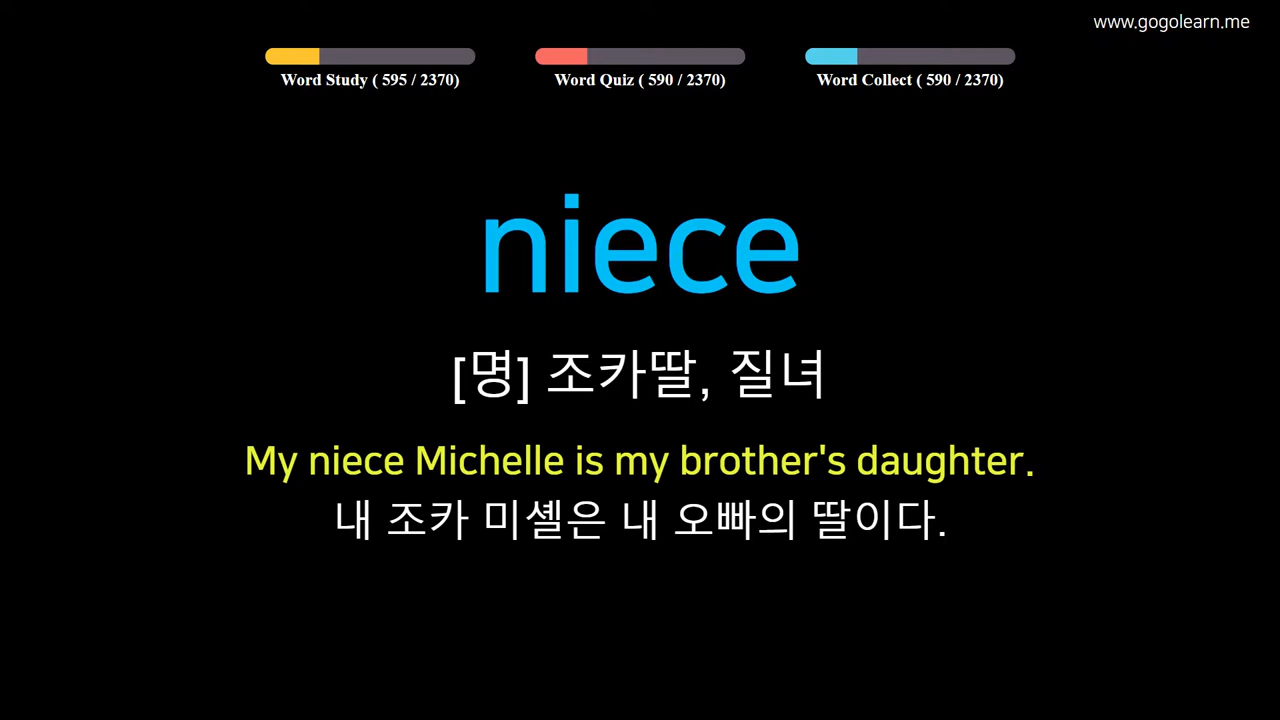 www.gogolearn.me
Word Study ( 595 / 2370)
Word Quiz ( 590 / 2370)
Word Collect ( 590 / 2370)
niece
[명] 조카딸, 질녀
My niece Michelle is my brother's daughter.
내 조카 미셸은 내 오빠의 딸이다.